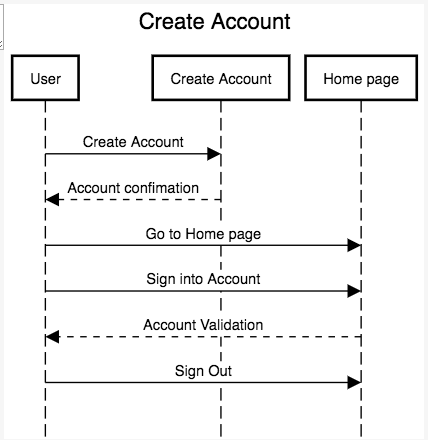 Create Account
User
Create Account
Home page
Create Account
Account confimation
Go to Home page
Sign into Account
Account Validation
Sign Out